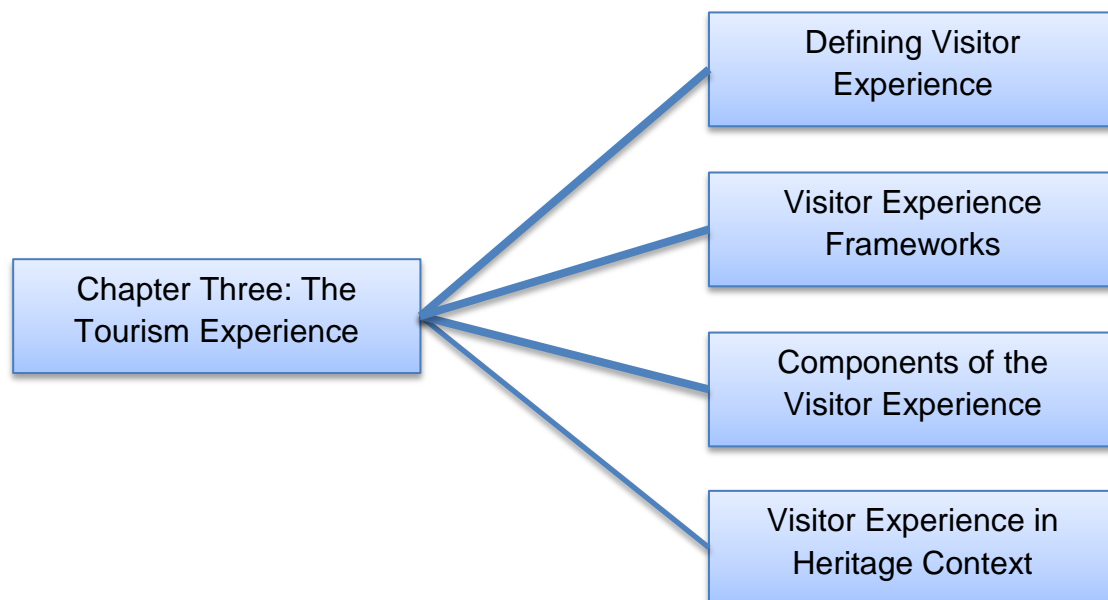 Defining Visitor
Experience
Visitor Experience
Frameworks
Chapter Three: The
Tourism Experience
Components of the
Visitor Experience
Visitor Experience in
Heritage Context